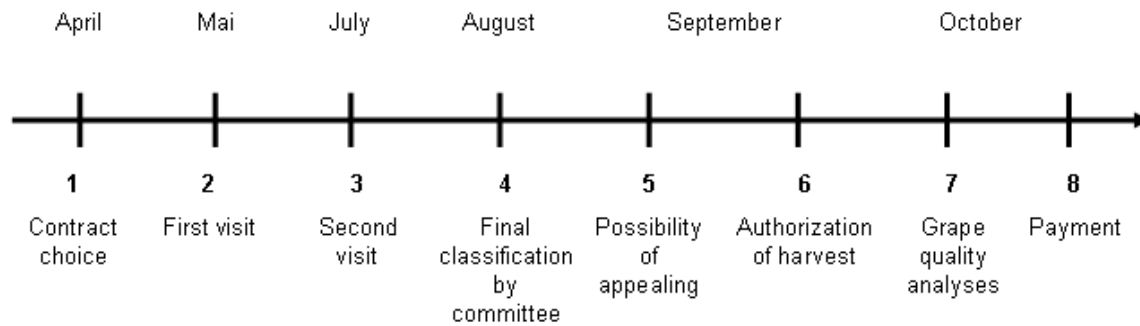 April Mai July August September October
1 2 3 4 5 6 7 8
Contract choice
First visit
Second visit
Final classification by committee
Possibility of appealing
Authorization of harvest
Grape quality analyses
Payment